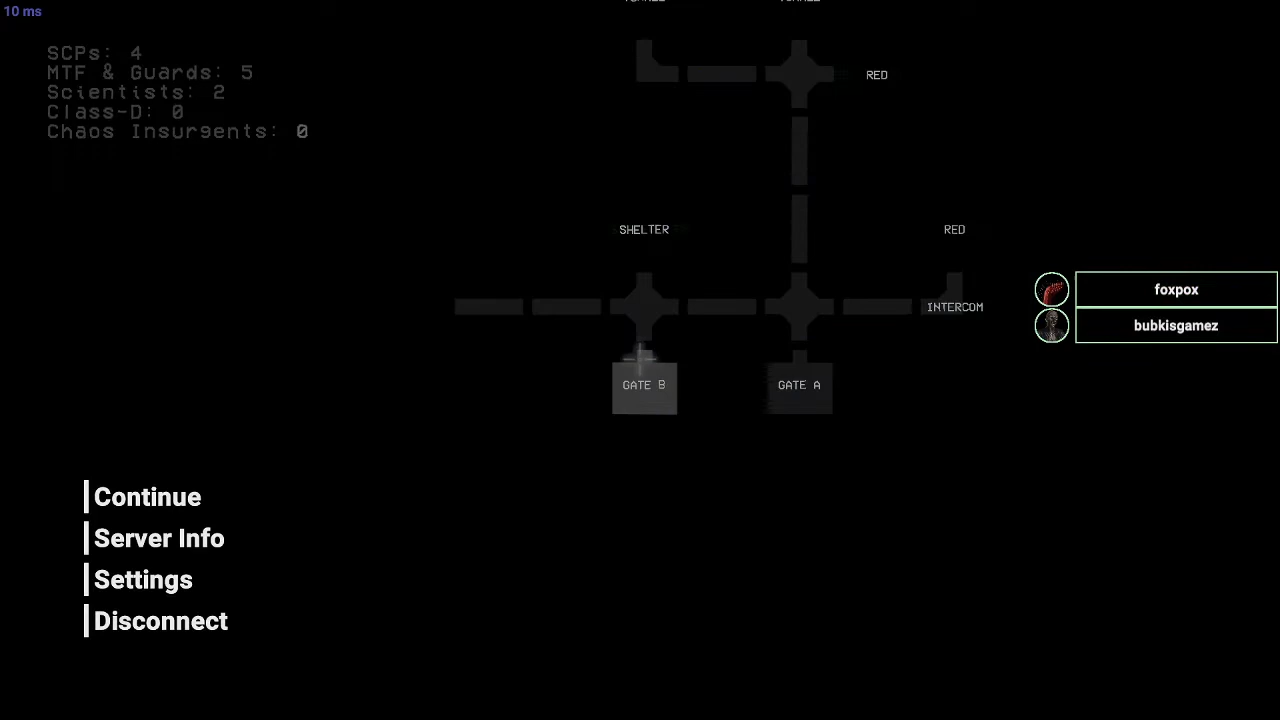 10 ms
SCPs: 4
MTF & Guards: 5
Scientists: 2
Class-D: 0
Chaos Insurgents: 0
RED
SHELTER
RED
INTERCOM
foxpox
bubkisgamez
GATE B
GATE A
Continue
Server Info
Settings
Disconnect